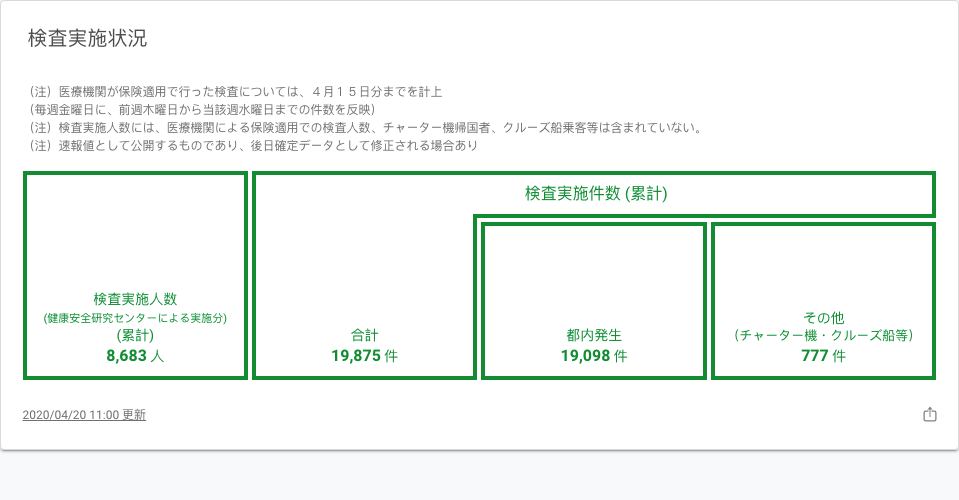 検査実施状況
（注）医療機関が保険適用で行った検査については、４月１５日分までを計上
（毎週金曜日に、前週木曜日から当該週水曜日までの件数を反映）
（注）検査実施人数には、医療機関による保険適用での検査人数、チャーター機帰国者、クルーズ船乗客等は含まれていない。
（注）速報値として公開するものであり、後日確定データとして修正される場合あり
検査実施人数
(健康安全研究センターによる実施分)
(累計)
8,683 人
検査実施件数 (累計)
合計
19,875 件
都内発生
19,098 件
その他
（チャーター機・クルーズ船等）
777 件
2020/04/20 11:00 更新